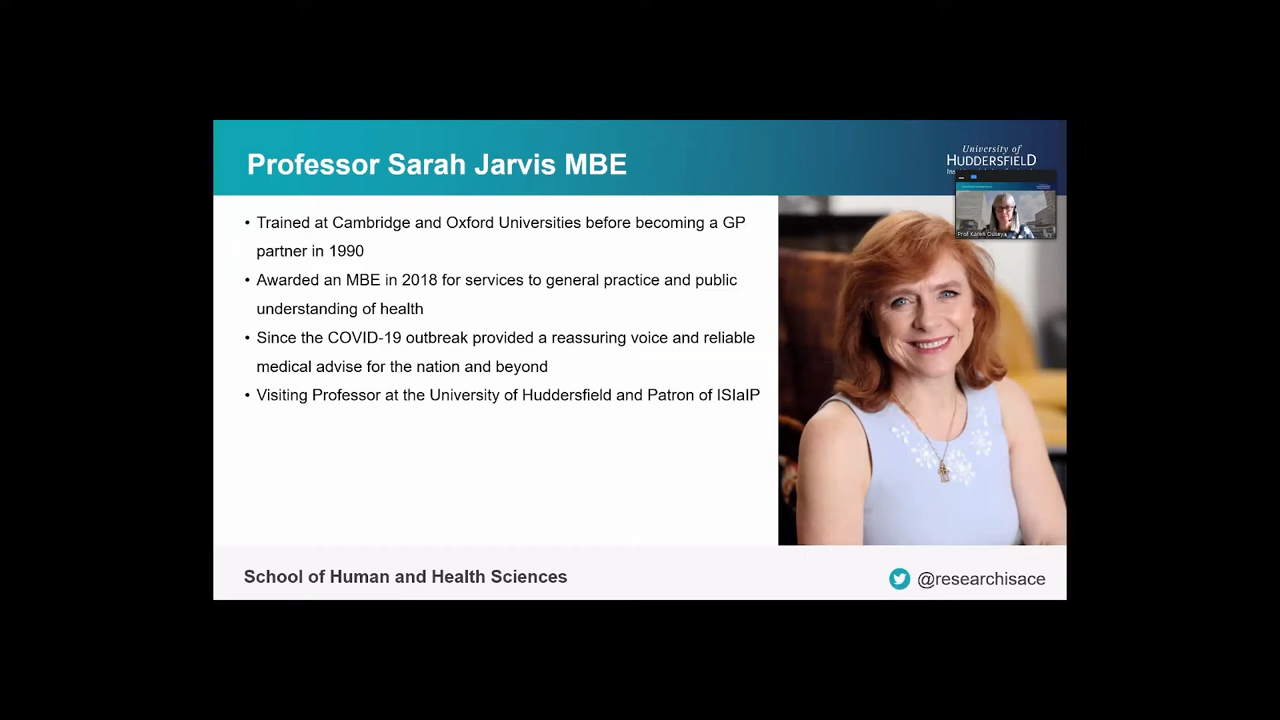 Professor Sarah Jarvis MBE
University of
HUDDERSFIELD
Prof Karen Ousey
• Trained at Cambridge and Oxford Universities before becoming a GP
partner in 1990
• Awarded an MBE in 2018 for services to general practice and public
understanding of health
• Since the COVID-19 outbreak provided a reassuring voice and reliable
medical advise for the nation and beyond
• Visiting Professor at the University of Huddersfield and Patron of ISIaIP
School of Human and Health Sciences
@researchisace